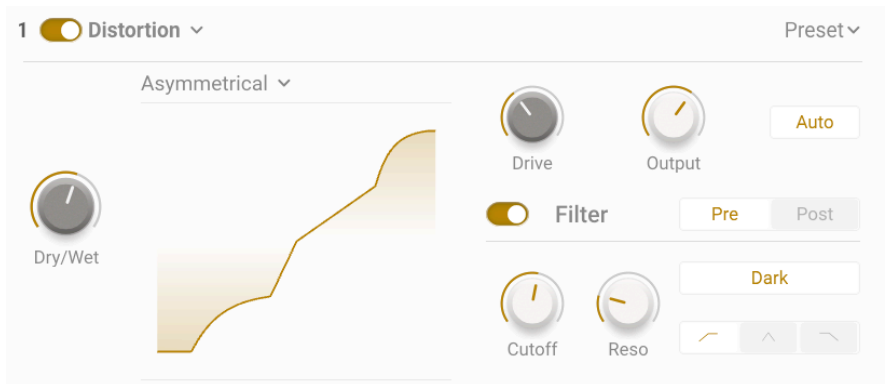 1 Distortion Preset
Asymmetrical
Drive Output Auto
Dry/Wet
Filter Pre Post
Cutoff Reso Dark